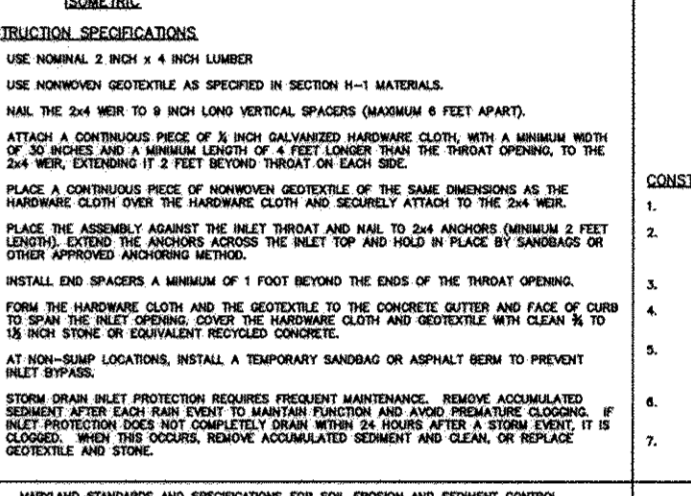 ISOMETRIC
TRUCTION SPECIFICATIONS
USE NOMINAL 2 INCH x 4 INCH LUMBER
USE NONWOVEN GEOTEXTILE AS SPECIFIED IN SECTION H-1 MATERIALS.
NAIL THE 2x4 WEIR TO 9 INCH LONG VERTICAL SPACERS (MAXIMUM 6 FEET APART).
ATTACH A CONTINUOUS PIECE OF INCH GALVANIZED HARDWARE CLOTH, WITH A MINIMUM WIDTH
OF 30 INCHES AND A MINIMUM LENGTH OF 4 FEET LONGER THAN THE THROAT OPENING, TO THE
2x4 WEIR, EXTENDING IT 2 FEET BEYOND THROAT ON EACH SIDE.
PLACE A CONTINUOUS PIECE OF NONWOVEN GEOTEXTILE OF THE SAME DIMENSIONS AS THE
HARDWARE CLOTH OVER THE HARDWARE CLOTH AND SECURELY ATTACH TO THE 2x4 WEIR.
PLACE THE ASSEMBLY AGAINST THE INLET THROAT AND NAIL TO 2x4 ANCHORS (MINIMUM 2 FEET
LENGTH). EXTEND THE ANCHORS ACROSS THE INLET TOP AND HOLD IN PLACE BY SANDBAGS OR
OTHER APPROVED ANCHORING METHOD.
INSTALL END SPACERS A MINIMUM OF 1 FOOT BEYOND THE ENDS OF THE THROAT OPENING.
FORM THE HARDWARE CLOTH AND THE GEOTEXTILE TO THE CONCRETE GUTTER AND FACE OF CURB
TO SPAN THE INLET OPENING. COVER THE HARDWARE CLOTH AND GEOTEXTILE WITH CLEAN TO
INCH STONE OR EQUIVALENT RECYCLED CONCRETE.
AT NON-SUMP LOCATIONS, INSTALL A TEMPORARY SANDBAG OR ASPHALT BERM TO PREVENT
INLET BYPASS.
STORM DRAIN INLET PROTECTION REQUIRES FREQUENT MAINTENANCE. REMOVE ACCUMULATED
SEDIMENT AFTER EACH RAIN EVENT TO MAINTAIN FUNCTION AND AVOID PREMATURE CLOGGING. IF
INLET PROTECTION DOES NOT COMPLETELY DRAIN WITHIN 24 HOURS AFTER A STORM EVENT, IT IS
CLOGGED. WHEN THIS OCCURS, REMOVE ACCUMULATED SEDIMENT AND CLEAN, OR REPLACE
GEOTEXTILE AND STONE.
MARYLAND STANDARDS AND SPECIFICATIONS FOR SOIL EROSION AND SEDIMENT CONTROL
CONST
1.
2.
3.
4.
5.
6.
7.